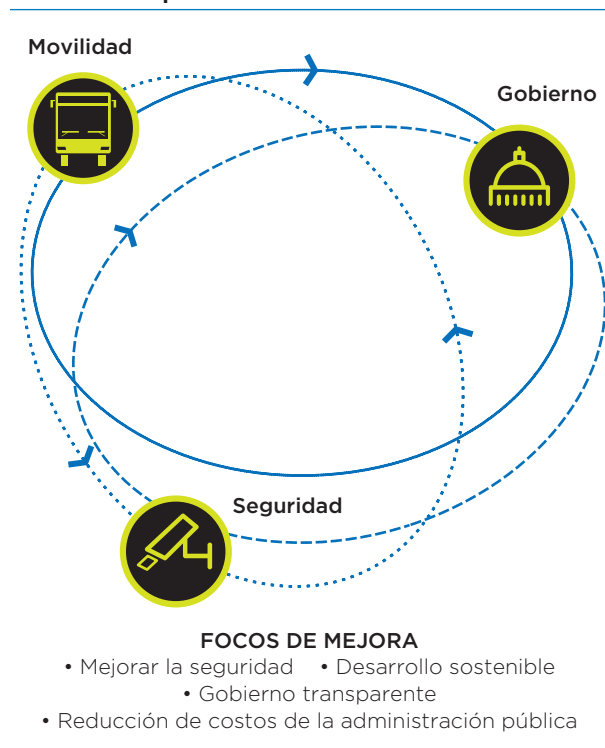 Movilidad
Gobierno
Seguridad
FOCOS DE MEJORA
• Mejorar la seguridad • Desarrollo sostenible
• Gobierno transparente
• Reducción de costos de la administración pública